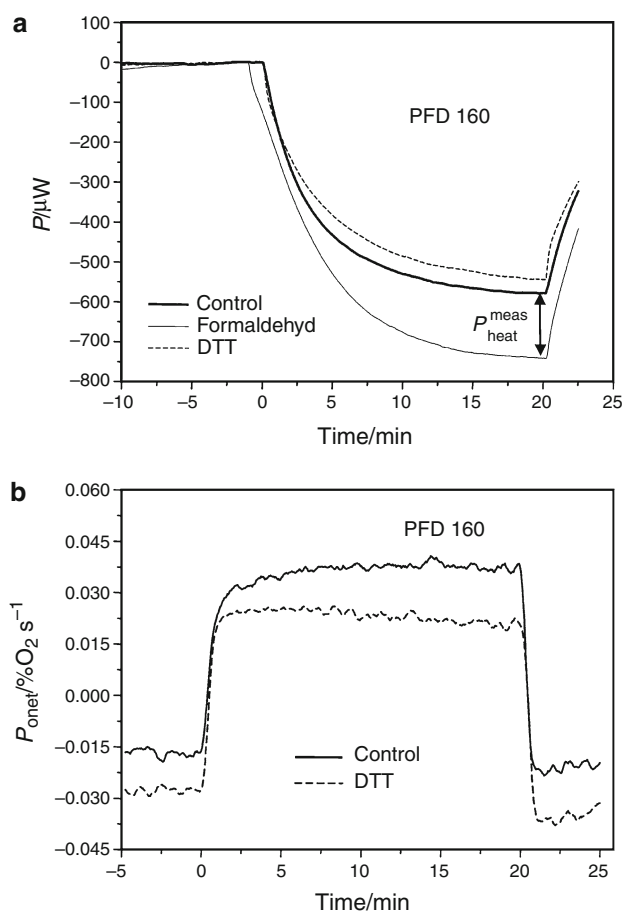 a
100
0
–100
–200
–300
–400
–500
–600
–700
–800
P/µW
PFD 160
Control
Formaldehyd
DTT
P meas heat
–10 –5 0 5 10 15 20 25
Time/min
b
0.060
0.045
0.030
0.015
0.000
–0.015
–0.030
–0.045
Ponet/%O2 s−1
PFD 160
Control
DTT
–5 0 5 10 15 20 25
Time/min